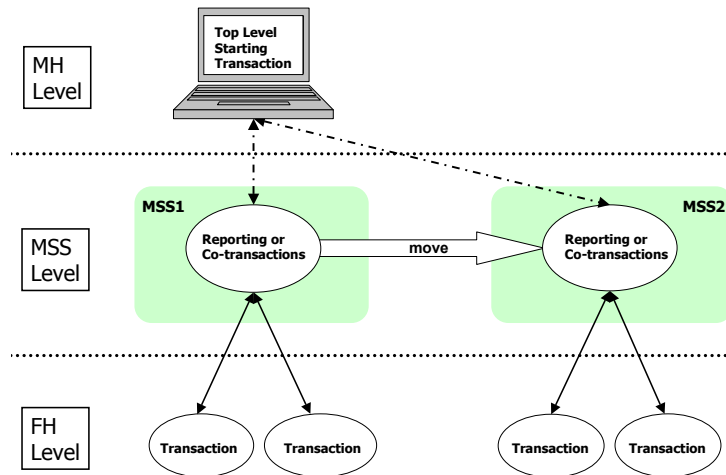 Top Level
Starting
Transaction
MH
Level
MSS1
MSS2
MSS
Level
Reporting or
Co-transactions
move
Reporting or
Co-transactions
FH
Level
Transaction
Transaction
Transaction
Transaction